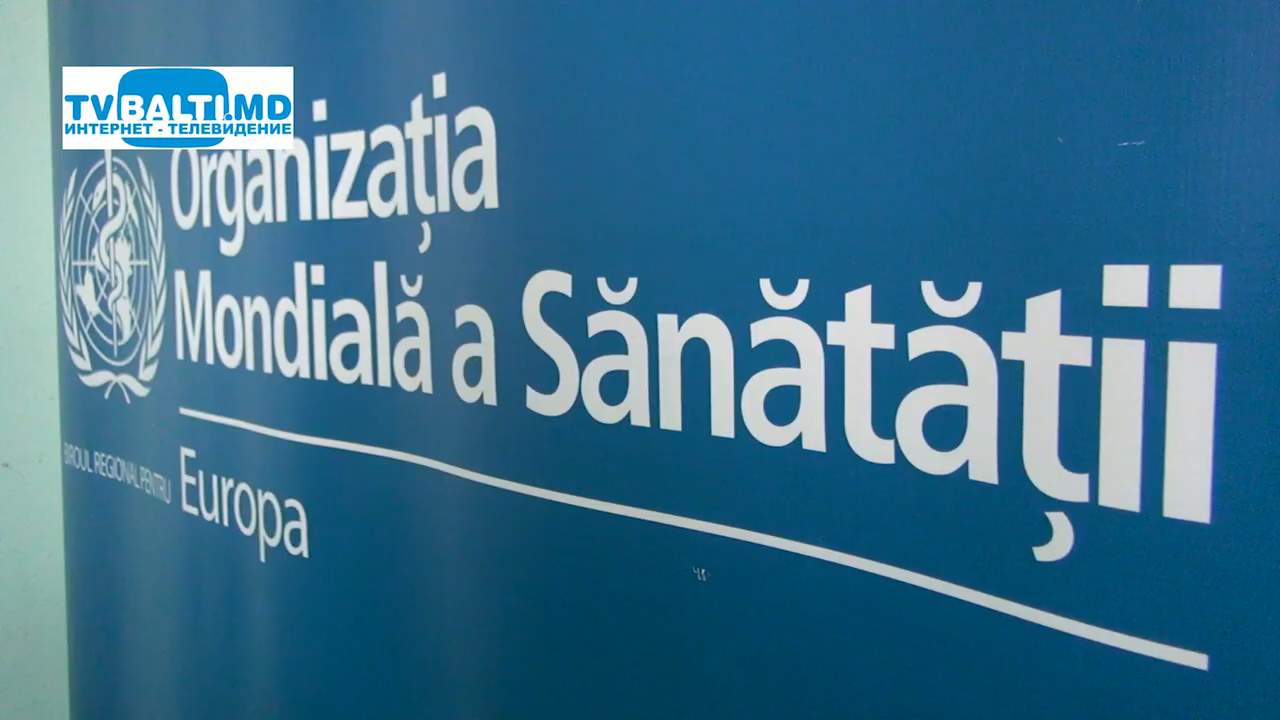 TVBALTI.MD
ИНТЕРНЕТ - ТЕЛЕВИДЕНИЕ
Organizația
Mondială a Sănătății
BIROUL REGIONAL PENTRU
Europa